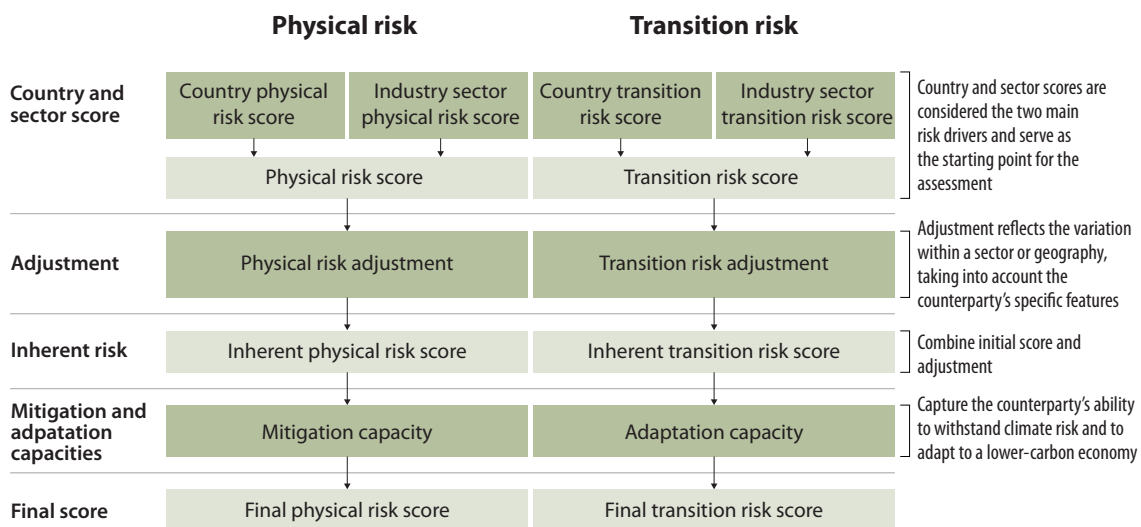 Physical risk
Transition risk
Country and
sector score
Country physical
risk score
Industry sector
physical risk score
Country transition
risk score
Industry sector
transition risk score
Physical risk score
Transition risk score
Country and sector scores are
considered the two main
risk drivers and serve as
the starting point for the
assessment
Adjustment
Physical risk adjustment
Transition risk adjustment
Adjustment reflects the variation
within a sector or geography,
taking into account the
counterparty’s specific features
Inherent risk
Inherent physical risk score
Inherent transition risk score
Combine initial score and
adjustment
Mitigation and
adpatation
capacities
Mitigation capacity
Adaptation capacity
Capture the counterparty’s ability
to withstand climate risk and to
adapt to a lower-carbon economy
Final score
Final physical risk score
Final transition risk score